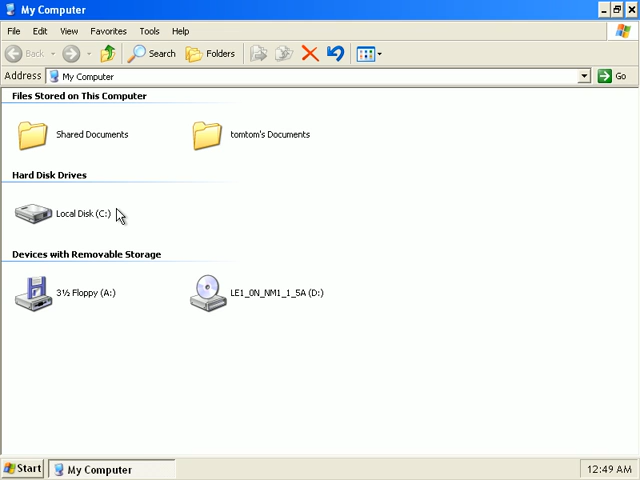 My Computer
File Edit View Favorites Tools Help
Back Search Folders
Address My Computer Go
Files Stored on This Computer
Shared Documents tomtom's Documents
Hard Disk Drives
Local Disk (C:)
Devices with Removable Storage
3½ Floppy (A:) LE1_0N_NM1_1_5A (D:)
Start My Computer 12:49 AM